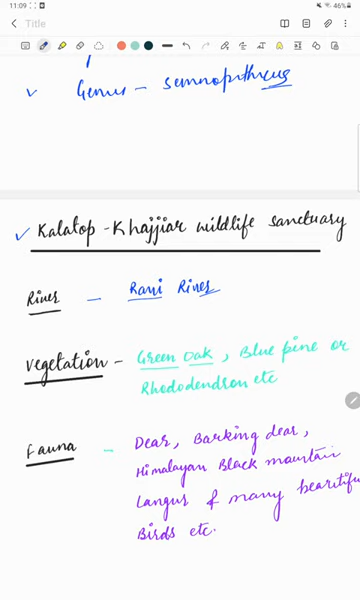 11:09
46%
Title
Genus - Semnopithecus
Kalatop - Khajjiar wildlife sanctuary
River - Ravi River
Vegetation - Green Oak, Blue pine or
Rhododendron etc
Fauna - Dear, Barking dear,
Himalayan Black mountain
Langur & many beautiful
Birds etc.